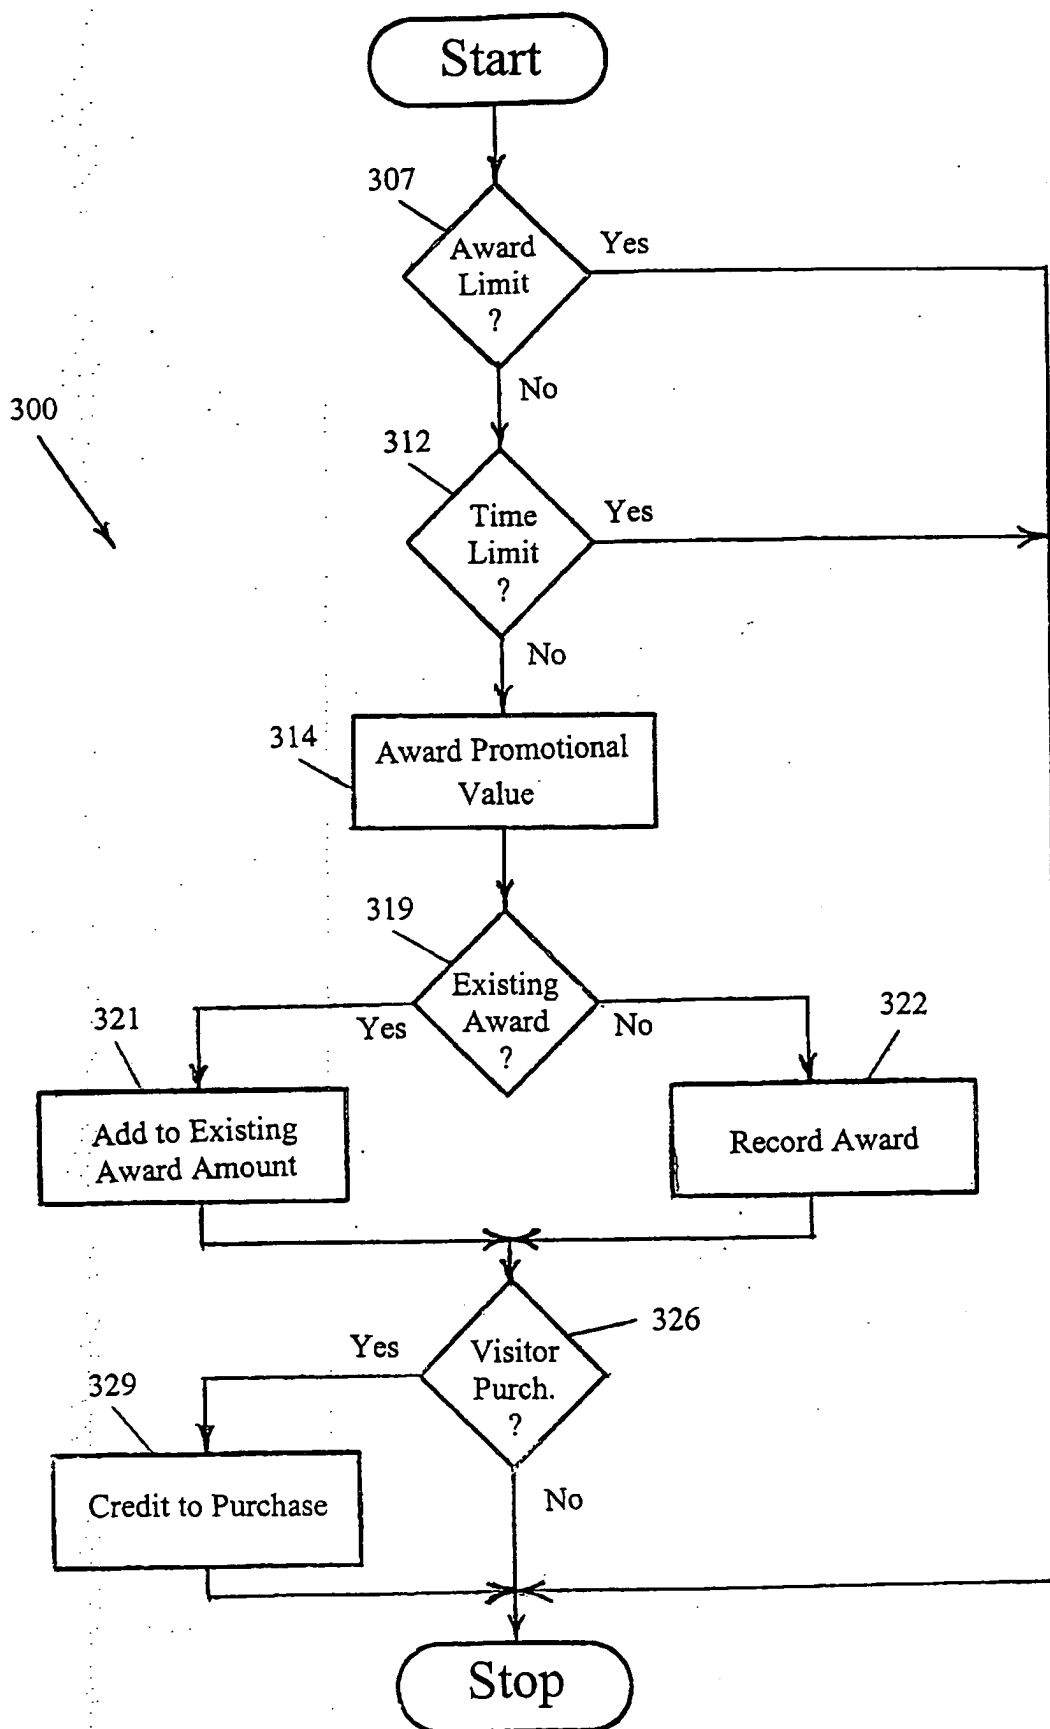 Start
307
Award
Limit
?
Yes
No
300
312
Time
Limit
?
Yes
No
314
Award Promotional
Value
319
Existing
Award
?
Yes
No
321
322
Add to Existing
Award Amount
Record Award
326
Visitor
Purch.
?
Yes
329
No
Credit to Purchase
Stop